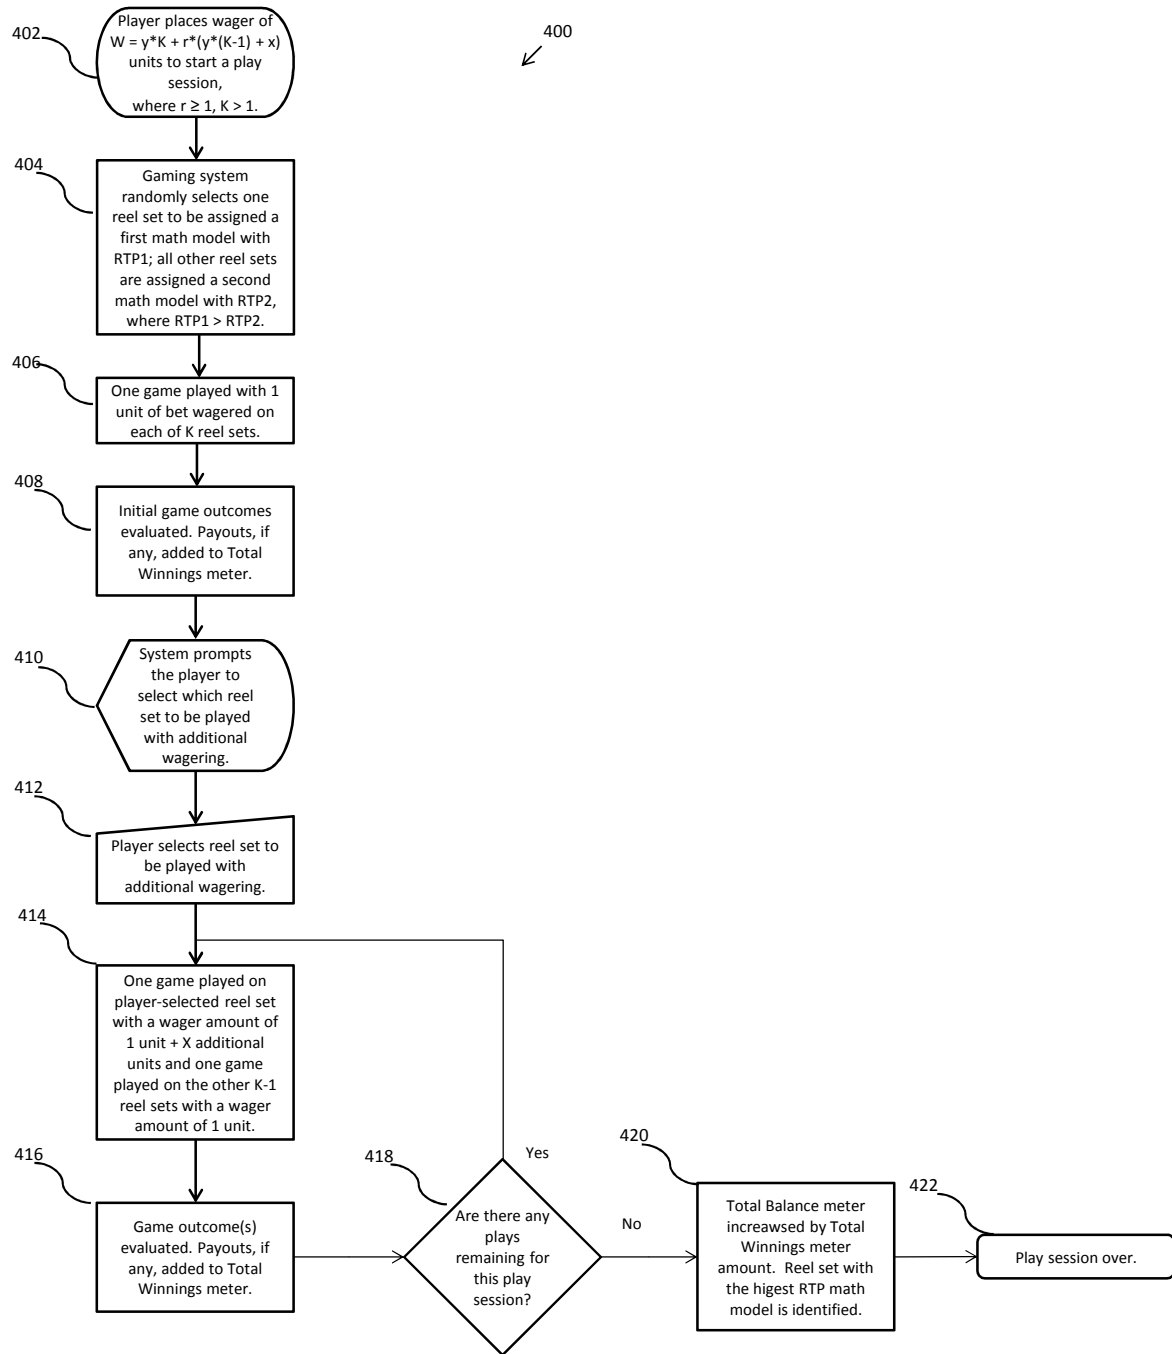 402
Player places wager of
W = y*K + r*(y*(K-1) + x)
units to start a play
session,
where r ≥ 1, K > 1.
400
404
Gaming system
randomly selects one
reel set to be assigned a
first math model with
RTP1; all other reel sets
are assigned a second
math model with RTP2,
where RTP1 > RTP2.
406
One game played with 1
unit of bet wagered on
each of K reel sets.
408
Initial game outcomes
evaluated. Payouts, if
any, added to Total
Winnings meter.
410
System prompts
the player to
select which reel
set to be played
with additional
wagering.
412
Player selects reel set to
be played with
additional wagering.
414
One game played on
player-selected reel set
with a wager amount of
1 unit + X additional
units and one game
played on the other K-1
reel sets with a wager
amount of 1 unit.
416
Game outcome(s)
evaluated. Payouts, if
any, added to Total
Winnings meter.
418
Are there any
plays
remaining for
this play
session?
Yes
No
420
Total Balance meter
increawsed by Total
Winnings meter
amount. Reel set with
the higest RTP math
model is identified.
422
Play session over.